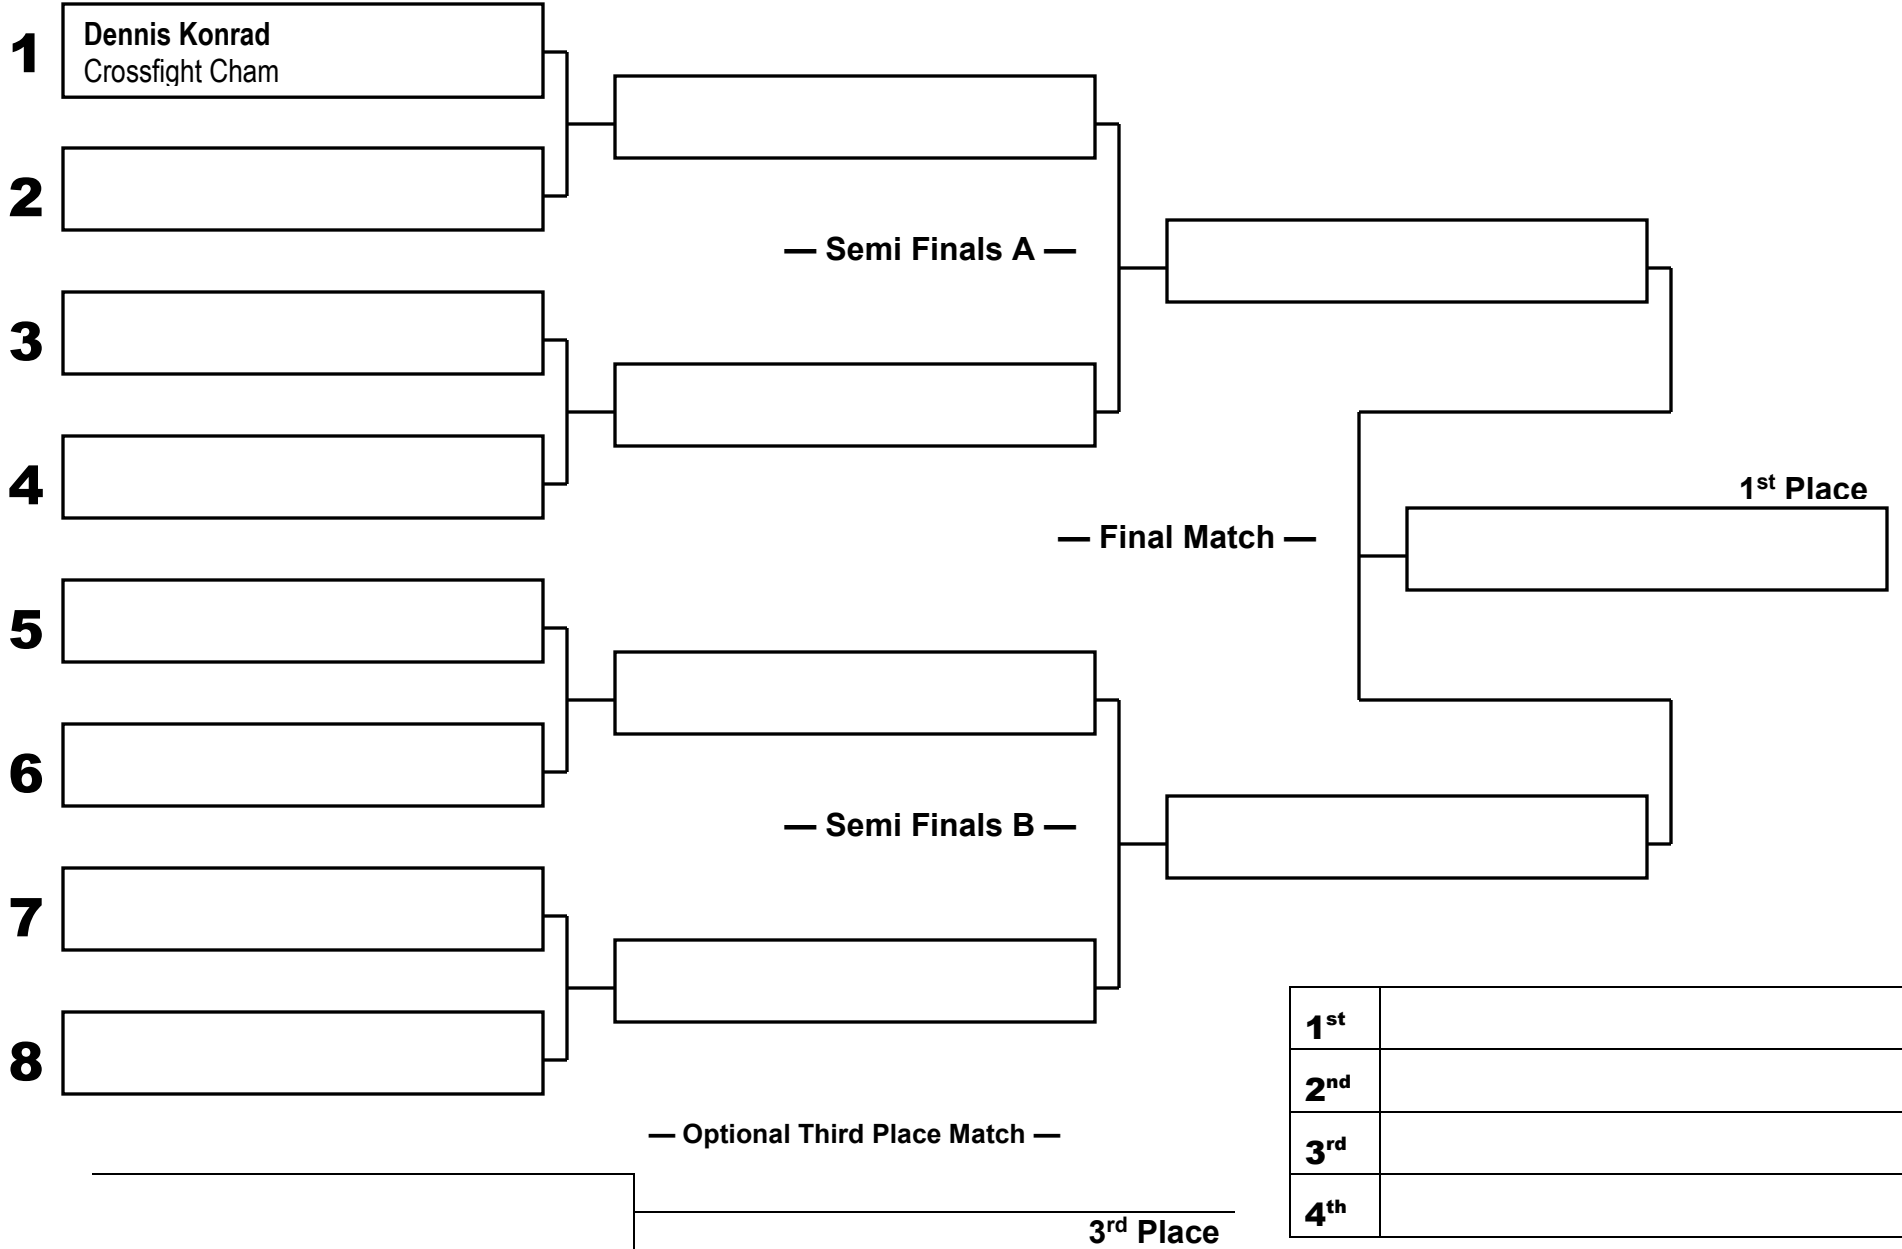 1
Dennis Konrad
Crossfight Cham
2
— Semi Finals A —
3
4
1st Place
— Final Match —
5
6
— Semi Finals B —
7
8
1st
2nd
3rd
4th
— Optional Third Place Match —
3rd Place